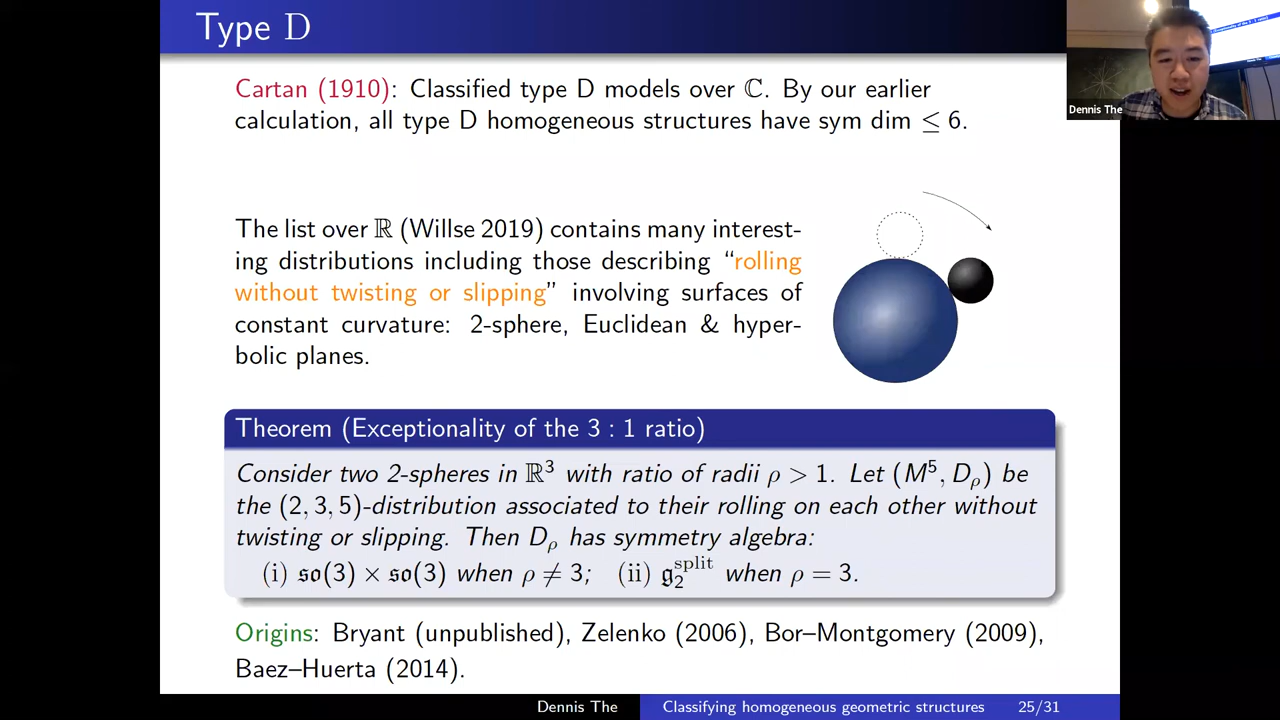 Type D
Cartan (1910): Classified type D models over ℂ. By our earlier
calculation, all type D homogeneous structures have sym dim ≤ 6.
The list over ℝ (Willse 2019) contains many interest-
ing distributions including those describing “rolling
without twisting or slipping” involving surfaces of
constant curvature: 2-sphere, Euclidean & hyper-
bolic planes.
Theorem (Exceptionality of the 3 : 1 ratio)
Consider two 2-spheres in ℝ³ with ratio of radii ρ > 1. Let (M⁵, D_ρ) be
the (2, 3, 5)-distribution associated to their rolling on each other without
twisting or slipping. Then D_ρ has symmetry algebra:
(i) 𝔰𝔬(3) × 𝔰𝔬(3) when ρ ≠ 3; (ii) 𝔤₂^split when ρ = 3.
Origins: Bryant (unpublished), Zelenko (2006), Bor–Montgomery (2009),
Baez–Huerta (2014).
Dennis The
Classifying homogeneous geometric structures
25/31
Dennis The